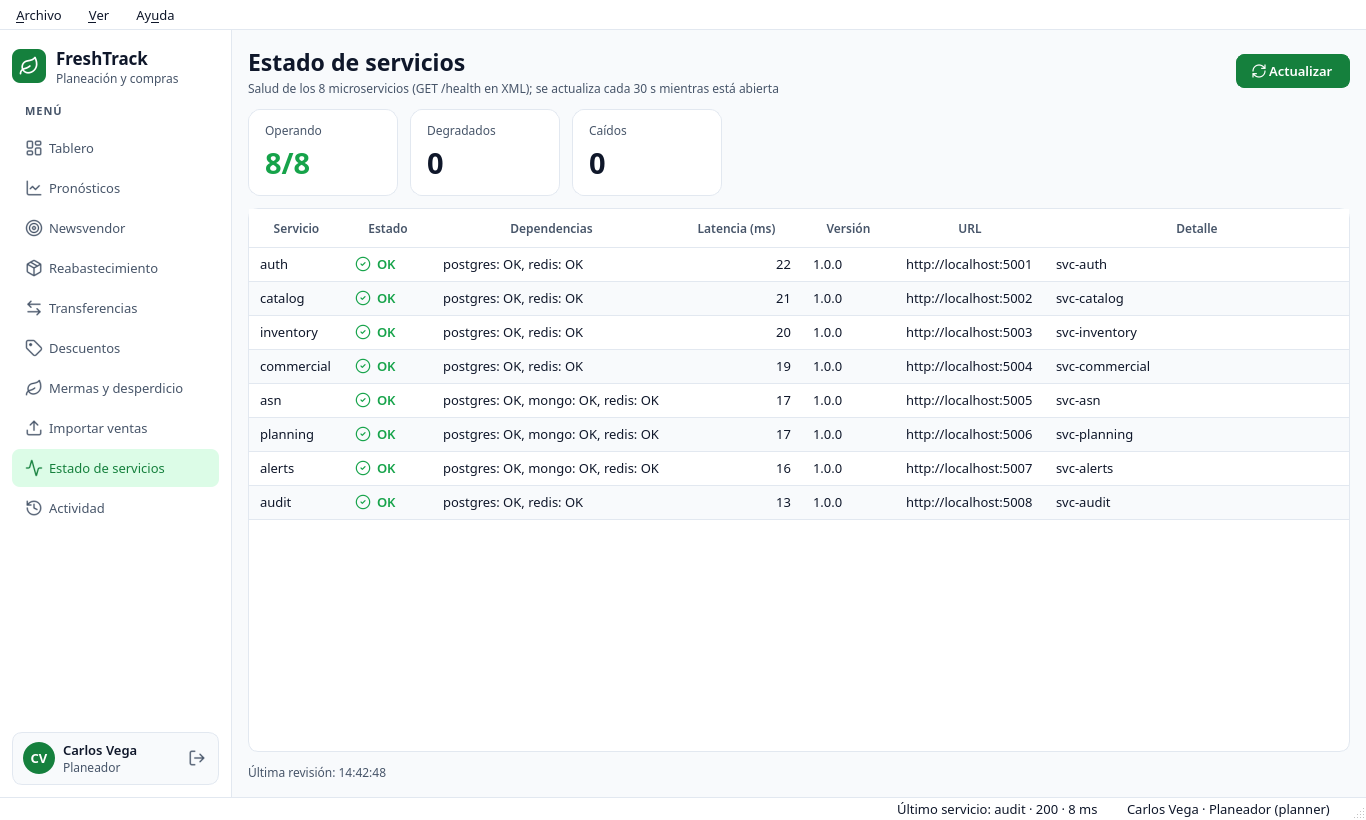 Archivo Ver Ayuda
FreshTrack
Planeación y compras
MENÚ
Tablero
Pronósticos
Newsvendor
Reabastecimiento
Transferencias
Descuentos
Mermas y desperdicio
Importar ventas
Estado de servicios
Actividad
CV
Carlos Vega
Planeador
Estado de servicios
Salud de los 8 microservicios (GET /health en XML); se actualiza cada 30 s mientras está abierta
Actualizar
Operando
8/8
Degradados
0
Caídos
0
Servicio Estado Dependencias Latencia (ms) Versión URL Detalle
auth OK postgres: OK, redis: OK 22 1.0.0 http://localhost:5001 svc-auth
catalog OK postgres: OK, redis: OK 21 1.0.0 http://localhost:5002 svc-catalog
inventory OK postgres: OK, redis: OK 20 1.0.0 http://localhost:5003 svc-inventory
commercial OK postgres: OK, redis: OK 19 1.0.0 http://localhost:5004 svc-commercial
asn OK postgres: OK, mongo: OK, redis: OK 17 1.0.0 http://localhost:5005 svc-asn
planning OK postgres: OK, mongo: OK, redis: OK 17 1.0.0 http://localhost:5006 svc-planning
alerts OK postgres: OK, mongo: OK, redis: OK 16 1.0.0 http://localhost:5007 svc-alerts
audit OK postgres: OK, redis: OK 13 1.0.0 http://localhost:5008 svc-audit
Última revisión: 14:42:48
Último servicio: audit · 200 · 8 ms Carlos Vega · Planeador (planner)